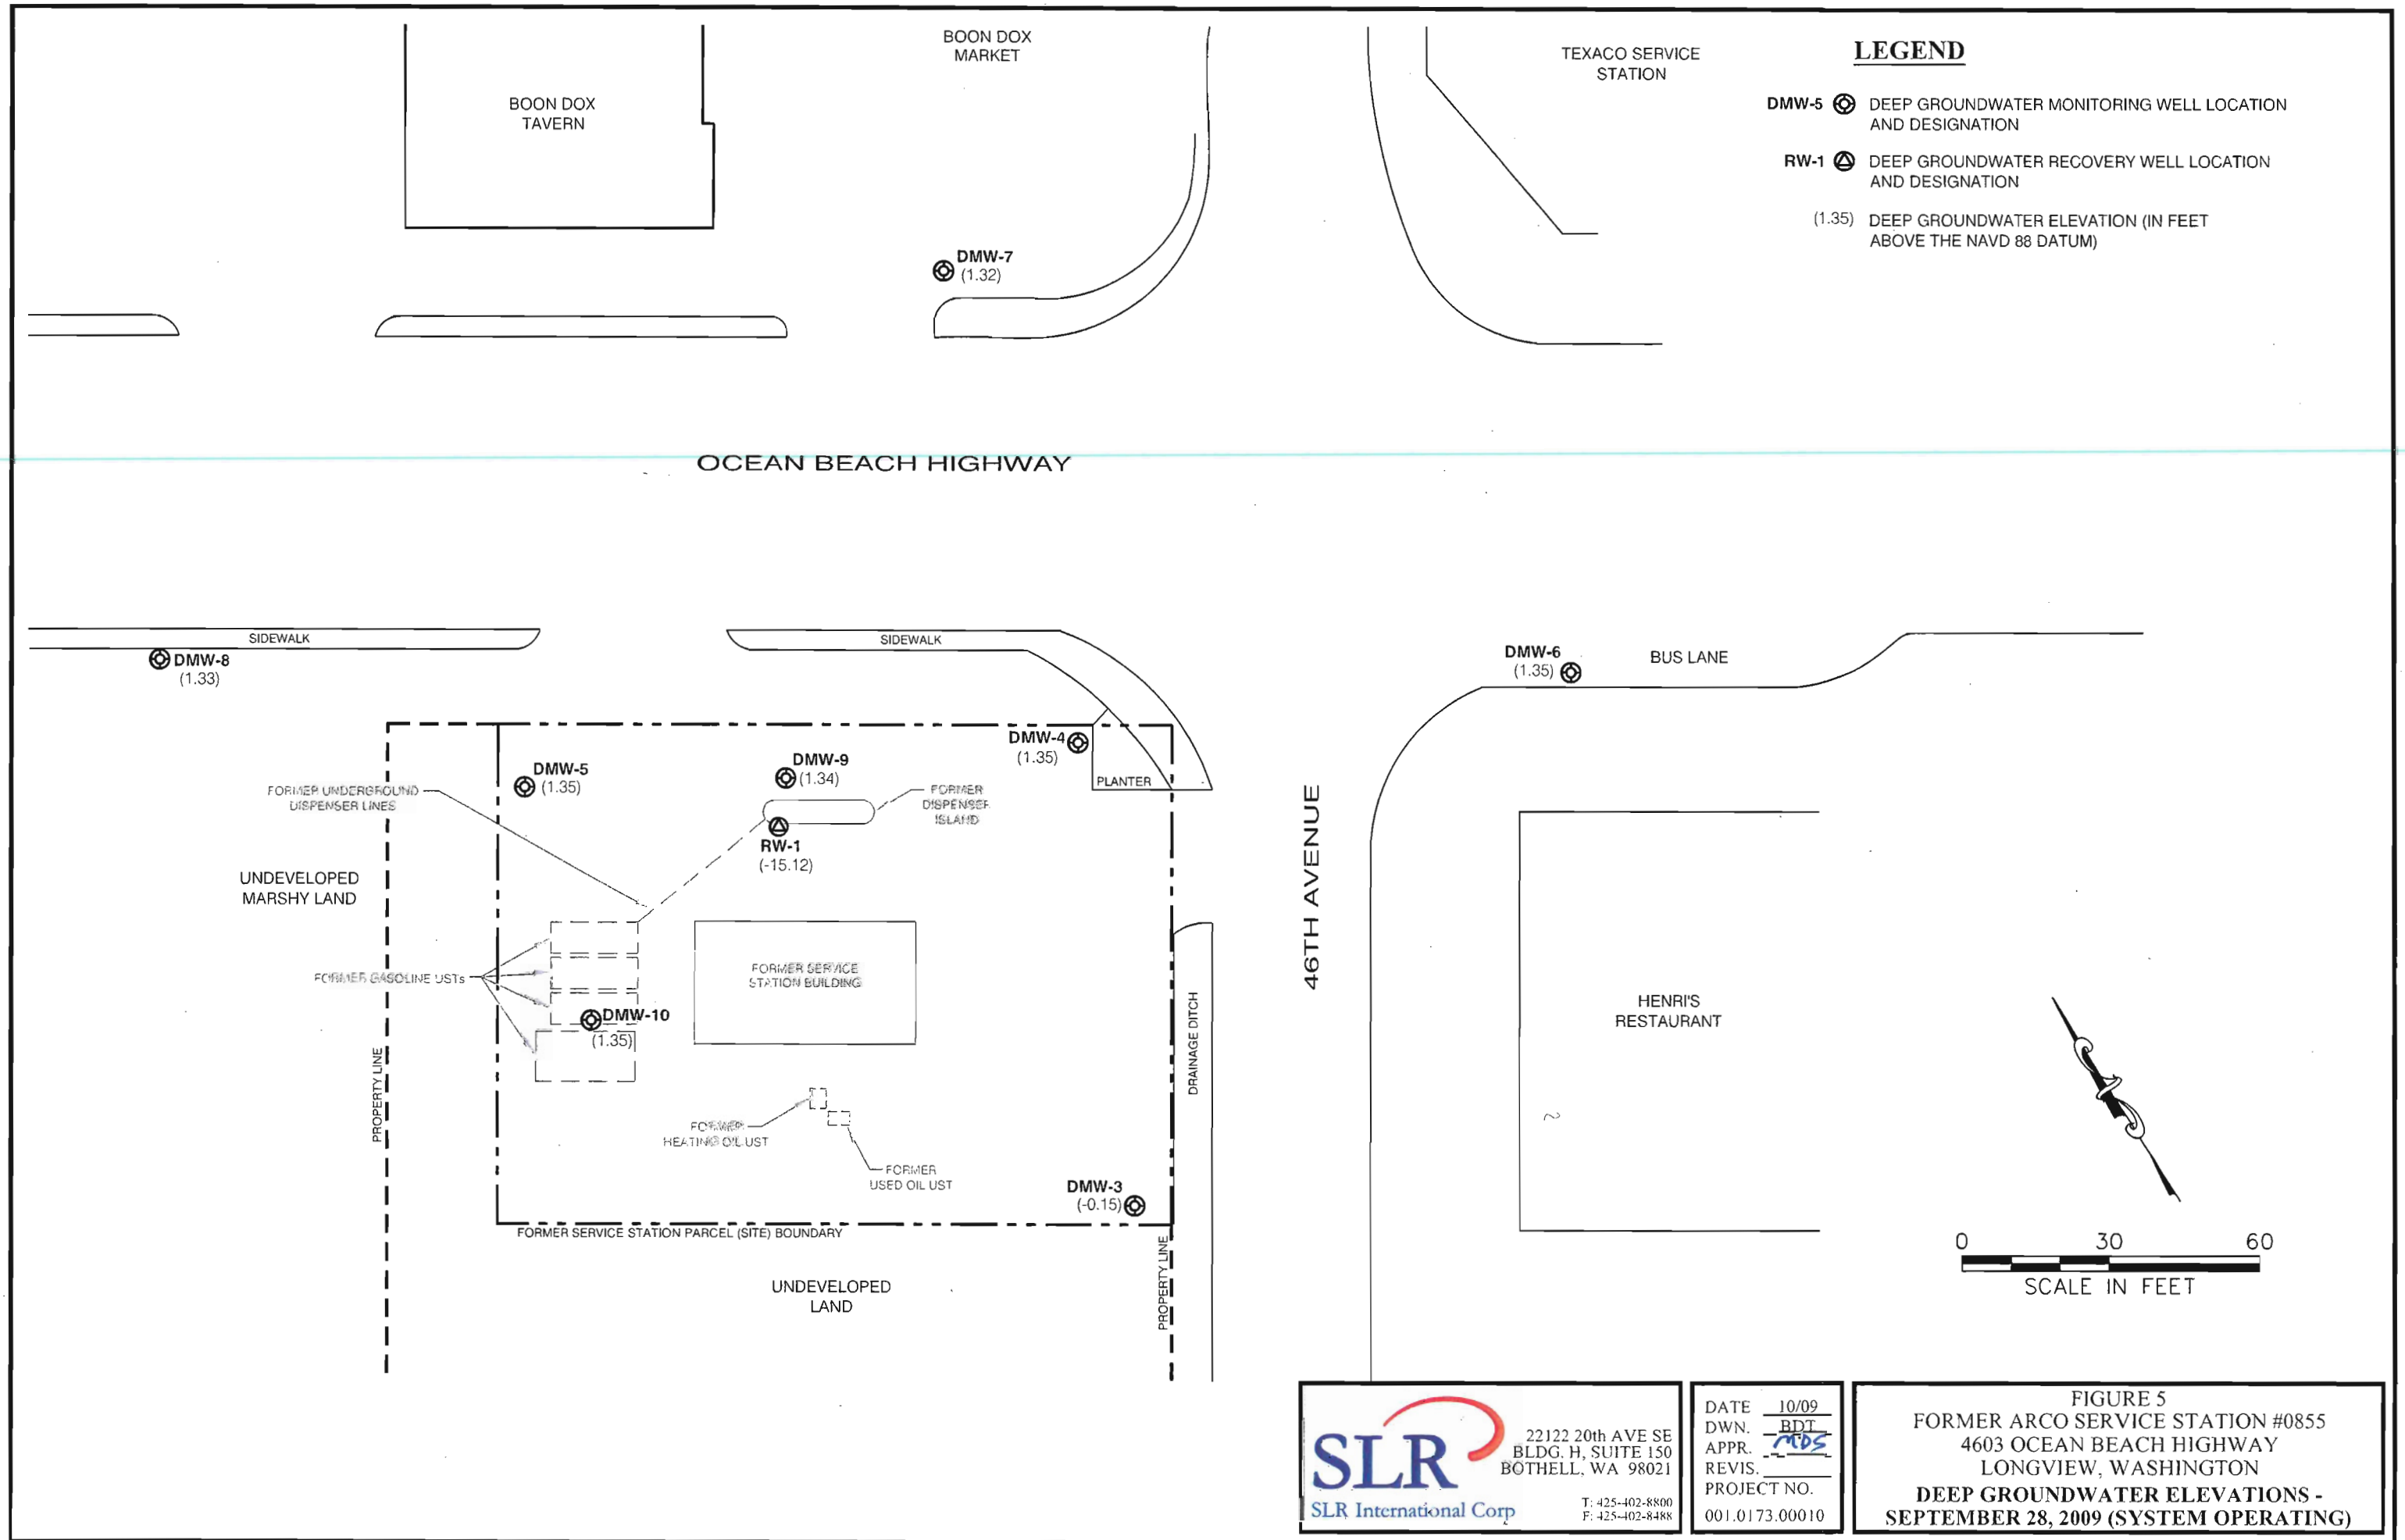 BOON DOX
MARKET
BOON DOX
TAVERN
TEXACO SERVICE
STATION
LEGEND
DMW-5 DEEP GROUNDWATER MONITORING WELL LOCATION
AND DESIGNATION
RW-1 DEEP GROUNDWATER RECOVERY WELL LOCATION
AND DESIGNATION
(1.35) DEEP GROUNDWATER ELEVATION (IN FEET
ABOVE THE NAVD 88 DATUM)
DMW-7
(1.32)
OCEAN BEACH HIGHWAY
SIDEWALK
SIDEWALK
DMW-8
(1.33)
DMW-6
(1.35)
BUS LANE
DMW-4
(1.35)
PLANTER
DMW-5
(1.35)
DMW-9
(1.34)
FORMER UNDERGROUND
DISPENSER LINES
FORMER
DISPENSER
ISLAND
RW-1
(-15.12)
UNDEVELOPED
MARSHY LAND
46TH AVENUE
FORMER GASOLINE USTs
FORMER SERVICE
STATION BUILDING
DMW-10
(1.35)
HENRI'S
RESTAURANT
DRAINAGE DITCH
PROPERTY LINE
FORMER
HEATING OIL UST
FORMER
USED OIL UST
DMW-3
(-0.15)
FORMER SERVICE STATION PARCEL (SITE) BOUNDARY
PROPERTY LINE
UNDEVELOPED
LAND
0 30 60
SCALE IN FEET
SLR
SLR International Corp
22122 20th AVE SE
BLDG. H, SUITE 150
BOTHELL, WA 98021
T: 425-402-8800
F: 425-402-8488
DATE 10/09
DWN. BDT
APPR. MDS
REVIS.
PROJECT NO.
001.0173.00010
FIGURE 5
FORMER ARCO SERVICE STATION #0855
4603 OCEAN BEACH HIGHWAY
LONGVIEW, WASHINGTON
DEEP GROUNDWATER ELEVATIONS -
SEPTEMBER 28, 2009 (SYSTEM OPERATING)